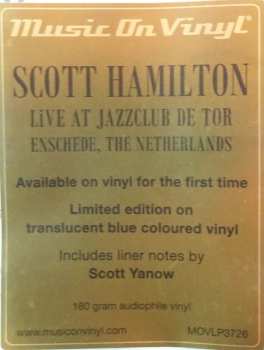 Music On Vinyl®
SCOTT HAMILTON
LiVE AT JAZZCLUB DE TOR
ENSCHEDE, THE NETHERLANDS
Available on vinyl for the first time
Limited edition on
translucent blue coloured vinyl
Includes liner notes by
Scott Yanow
180 gram audiophile vinyl
www.musiconvinyl.com MOVLP3726